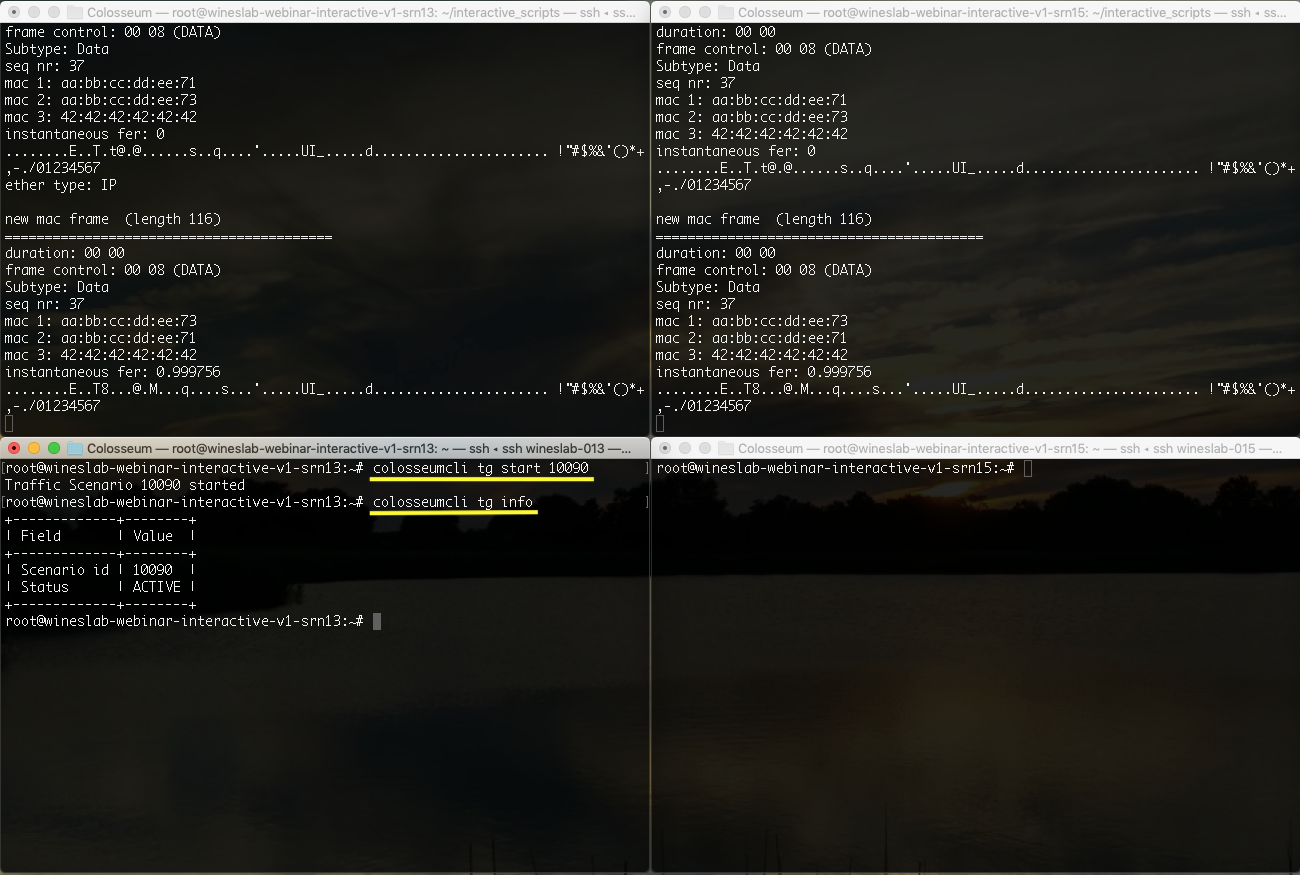 Colosseum — root@wineslab-webinar-interactive-v1-srn13: ~/interactive_scripts — ssh ◂ ss...
frame control: 00 08 (DATA)
Subtype: Data
seq nr: 37
mac 1: aa:bb:cc:dd:ee:71
mac 2: aa:bb:cc:dd:ee:73
mac 3: 42:42:42:42:42:42
instantaneous fer: 0
........E..T.t@.@......s..q....'.....UI_.....d...................... !"#$%&'()*+
,-./01234567
ether type: IP
new mac frame  (length 116)
=========================================
duration: 00 00
frame control: 00 08 (DATA)
Subtype: Data
seq nr: 37
mac 1: aa:bb:cc:dd:ee:73
mac 2: aa:bb:cc:dd:ee:71
mac 3: 42:42:42:42:42:42
instantaneous fer: 0.999756
........E..T8...@.M...q....s...'.....UI_.....d...................... !"#$%&'()*+
,-./01234567
Colosseum — root@wineslab-webinar-interactive-v1-srn15: ~/interactive_scripts — ssh ◂ ss...
duration: 00 00
frame control: 00 08 (DATA)
Subtype: Data
seq nr: 37
mac 1: aa:bb:cc:dd:ee:71
mac 2: aa:bb:cc:dd:ee:73
mac 3: 42:42:42:42:42:42
instantaneous fer: 0
........E..T.t@.@......s..q....'.....UI_.....d...................... !"#$%&'()*+
,-./01234567
new mac frame  (length 116)
=========================================
duration: 00 00
frame control: 00 08 (DATA)
Subtype: Data
seq nr: 37
mac 1: aa:bb:cc:dd:ee:73
mac 2: aa:bb:cc:dd:ee:71
mac 3: 42:42:42:42:42:42
instantaneous fer: 0.999756
........E..T8...@.M...q....s...'.....UI_.....d...................... !"#$%&'()*+
,-./01234567
Colosseum — root@wineslab-webinar-interactive-v1-srn13: ~ — ssh ◂ ssh wineslab-013 —...
[root@wineslab-webinar-interactive-v1-srn13:~# colosseumcli tg start 10090 ]
Traffic Scenario 10090 started
[root@wineslab-webinar-interactive-v1-srn13:~# colosseumcli tg info ]
+-------------+--------+
| Field       | Value  |
+-------------+--------+
| Scenario id | 10090  |
| Status      | ACTIVE |
+-------------+--------+
root@wineslab-webinar-interactive-v1-srn13:~#
Colosseum — root@wineslab-webinar-interactive-v1-srn15: ~ — ssh ◂ ssh wineslab-015 —...
root@wineslab-webinar-interactive-v1-srn15:~#